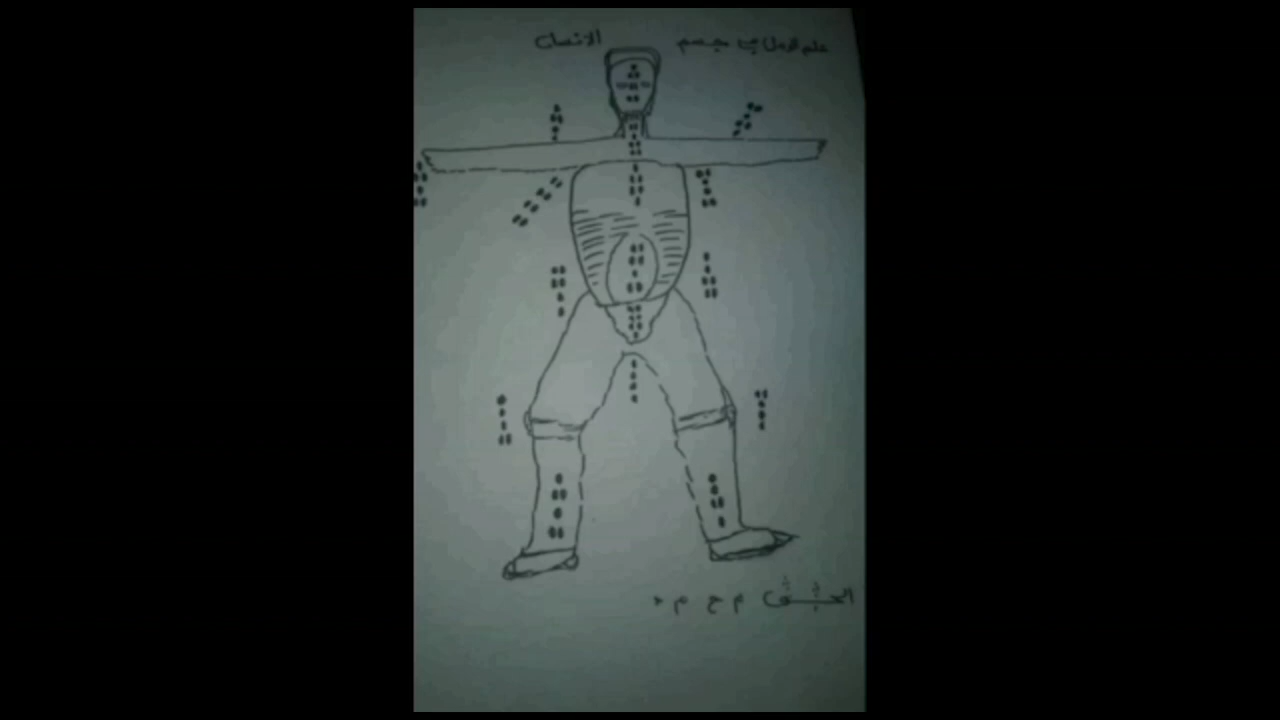 علم الرمل في جسم الانسان
م ح م د